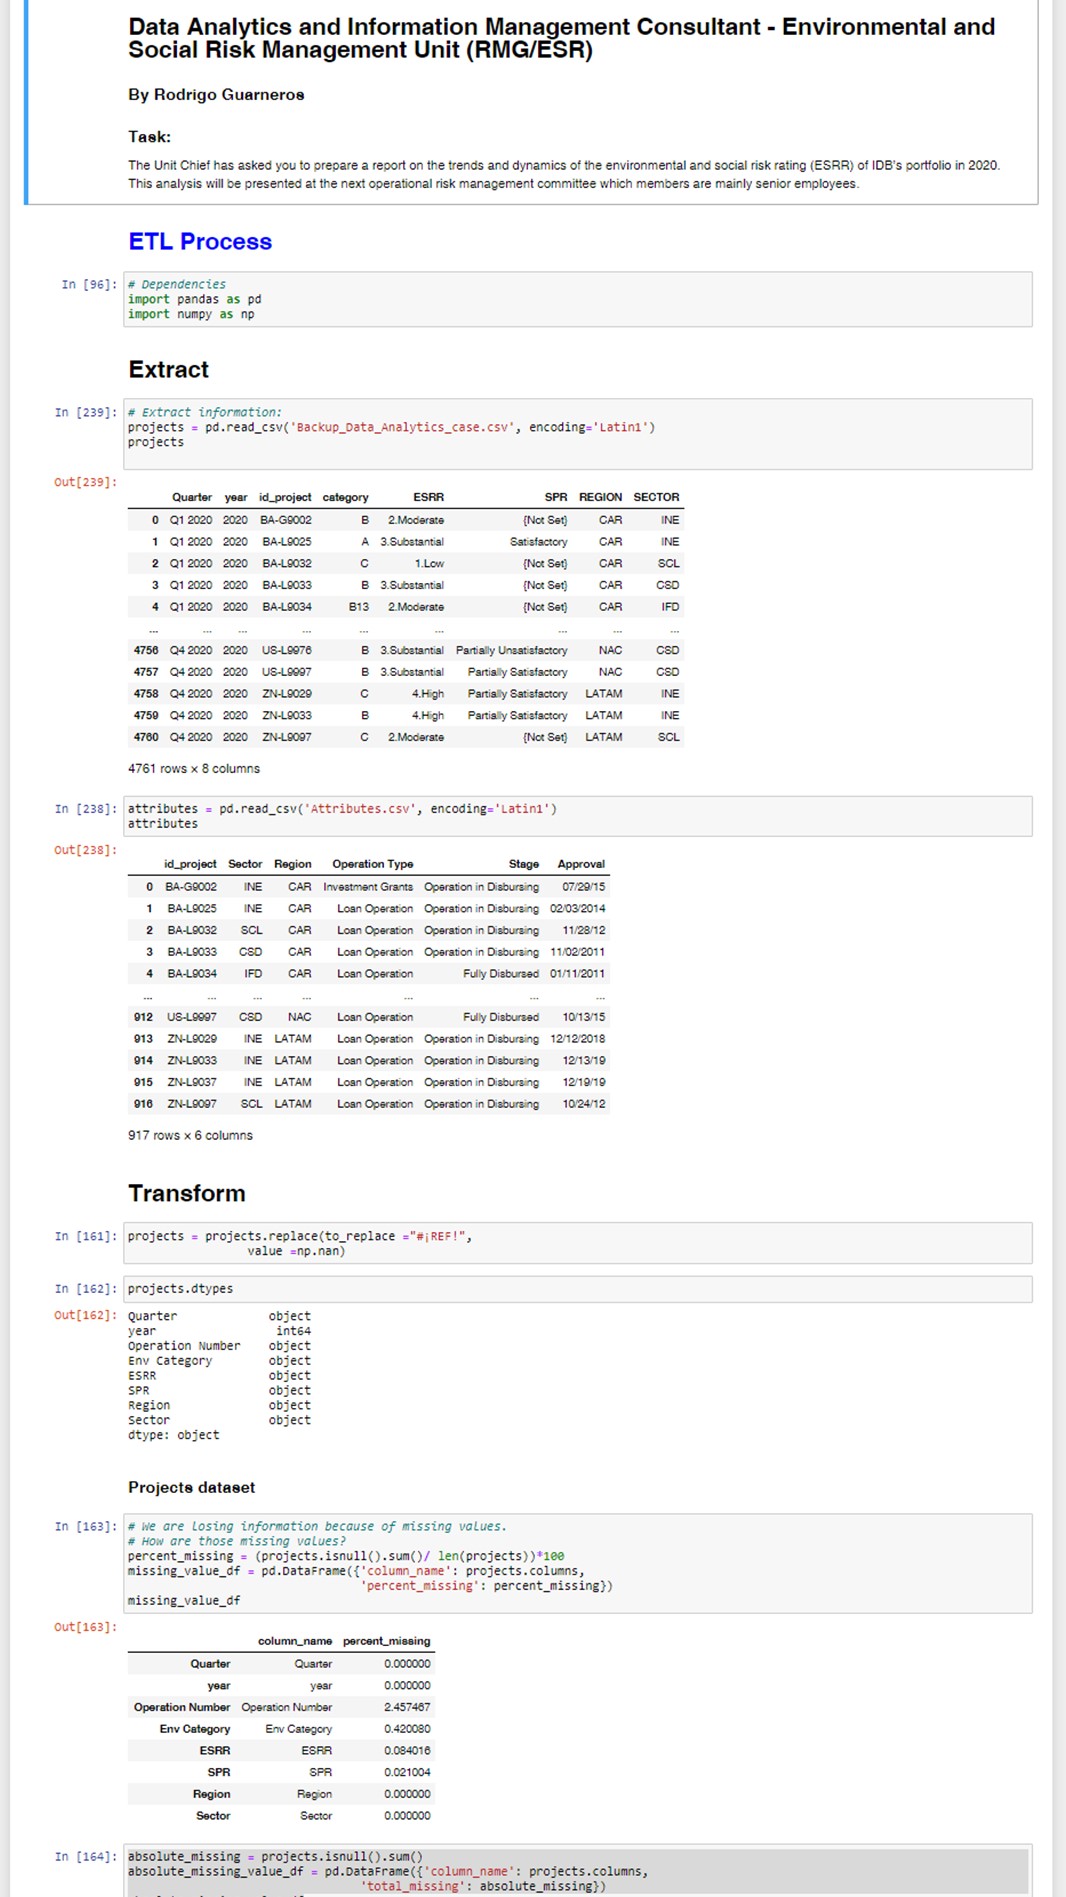 Data Analytics and Information Management Consultant - Environmental and
Social Risk Management Unit (RMG/ESR)
By Rodrigo Guarneros
Task:
The Unit Chief has asked you to prepare a report on the trends and dynamics of the environmental and social risk rating (ESRR) of IDB's portfolio in 2020.
This analysis will be presented at the next operational risk management committee which members are mainly senior employees.
ETL Process
In [96]: # Dependencies
import pandas as pd
import numpy as np
Extract
In [239]: # Extract information:
projects = pd.read_csv('Backup_Data_Analytics_case.csv', encoding='Latin1')
projects
Out[239]:
Quarter year id_project category ESRR SPR REGION SECTOR
0 Q1 2020 2020 BA-G9002 B 2.Moderate {Not Set} CAR INE
1 Q1 2020 2020 BA-L9025 A 3.Substantial Satisfactory CAR INE
2 Q1 2020 2020 BA-L9032 C 1.Low {Not Set} CAR SCL
3 Q1 2020 2020 BA-L9033 B 3.Substantial {Not Set} CAR CSD
4 Q1 2020 2020 BA-L9034 B13 2.Moderate {Not Set} CAR IFD
... ... ... ... ... ... ... ... ...
4756 Q4 2020 2020 US-L9976 B 3.Substantial Partially Unsatisfactory NAC CSD
4757 Q4 2020 2020 US-L9997 B 3.Substantial Partially Satisfactory NAC CSD
4758 Q4 2020 2020 ZN-L9029 C 4.High Partially Satisfactory LATAM INE
4759 Q4 2020 2020 ZN-L9033 B 4.High Partially Satisfactory LATAM INE
4760 Q4 2020 2020 ZN-L9097 C 2.Moderate {Not Set} LATAM SCL
4761 rows × 8 columns
In [238]: attributes = pd.read_csv('Attributes.csv', encoding='Latin1')
attributes
Out[238]:
id_project Sector Region Operation Type Stage Approval
0 BA-G9002 INE CAR Investment Grants Operation in Disbursing 07/29/15
1 BA-L9025 INE CAR Loan Operation Operation in Disbursing 02/03/2014
2 BA-L9032 SCL CAR Loan Operation Operation in Disbursing 11/28/12
3 BA-L9033 CSD CAR Loan Operation Operation in Disbursing 11/02/2011
4 BA-L9034 IFD CAR Loan Operation Fully Disbursed 01/11/2011
... ... ... ... ... ... ...
912 US-L9997 CSD NAC Loan Operation Fully Disbursed 10/13/15
913 ZN-L9029 INE LATAM Loan Operation Operation in Disbursing 12/12/2018
914 ZN-L9033 INE LATAM Loan Operation Operation in Disbursing 12/13/19
915 ZN-L9037 INE LATAM Loan Operation Operation in Disbursing 12/19/19
916 ZN-L9097 SCL LATAM Loan Operation Operation in Disbursing 10/24/12
917 rows × 6 columns
Transform
In [161]: projects = projects.replace(to_replace ="#¡REF!",
value =np.nan)
In [162]: projects.dtypes
Out[162]: Quarter object
year int64
Operation Number object
Env Category object
ESRR object
SPR object
Region object
Sector object
dtype: object
Projects dataset
In [163]: # We are losing information because of missing values.
# How are those missing values?
percent_missing = (projects.isnull().sum()/ len(projects))*100
missing_value_df = pd.DataFrame({'column_name': projects.columns,
'percent_missing': percent_missing})
missing_value_df
Out[163]:
column_name percent_missing
Quarter Quarter 0.000000
year year 0.000000
Operation Number Operation Number 2.457467
Env Category Env Category 0.420080
ESRR ESRR 0.084016
SPR SPR 0.021004
Region Region 0.000000
Sector Sector 0.000000
In [164]: absolute_missing = projects.isnull().sum()
absolute_missing_value_df = pd.DataFrame({'column_name': projects.columns,
'total_missing': absolute_missing})